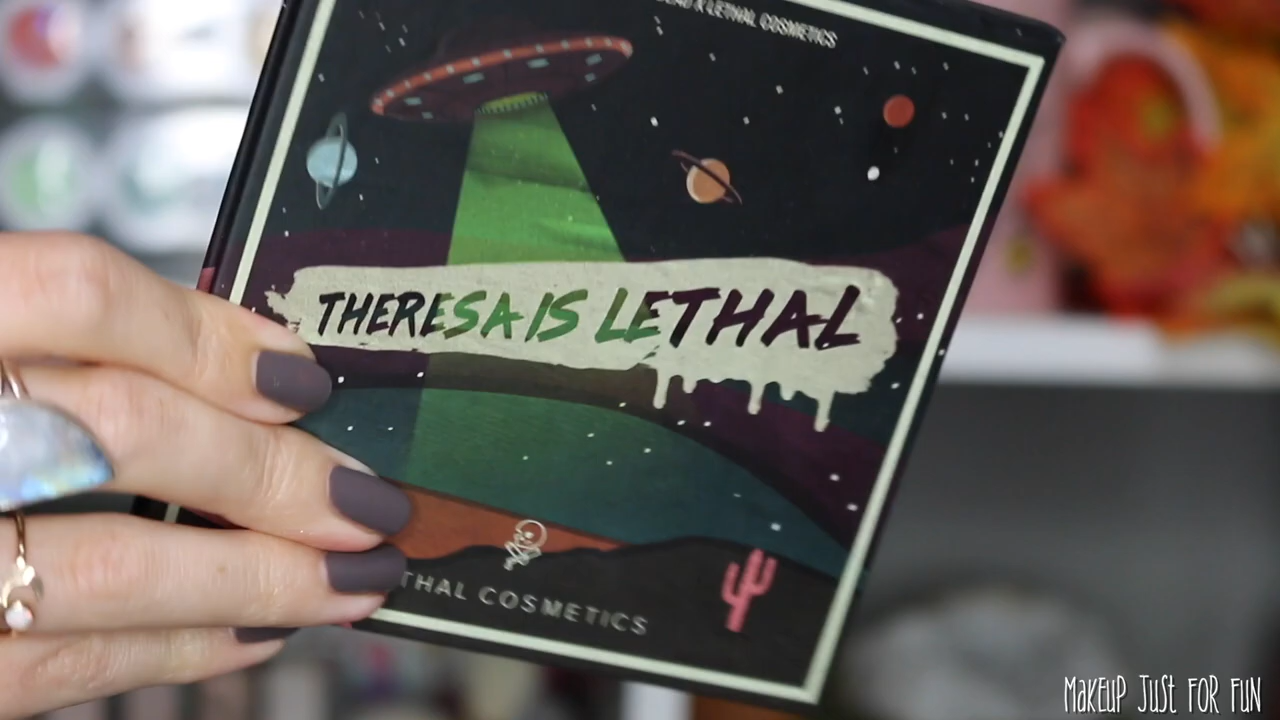 LETHAL COSMETICS
THERESA IS LETHAL
THAL COSMETICS
MAKEUP JUST FOR FUN